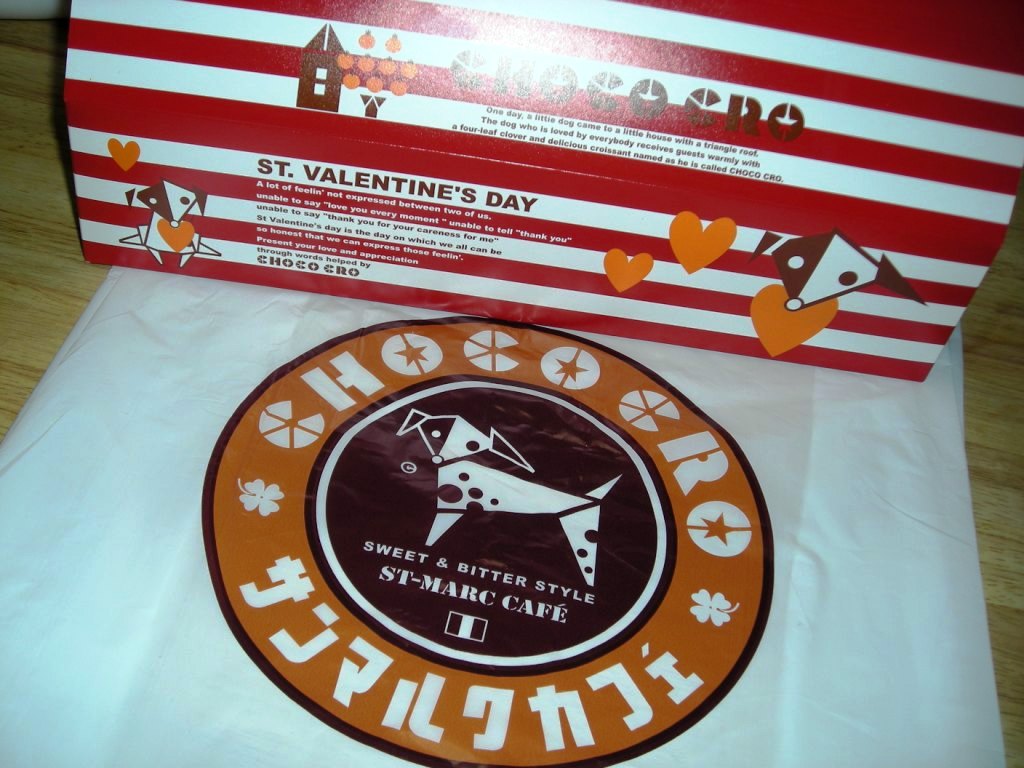 CHOCO CRO
One day, a little dog came to a little house with a triangle roof.
The dog who is loved by everybody receives guests warmly with
a four-leaf clover and delicious croissant named as he is called CHOCO CRO.
ST. VALENTINE'S DAY
A lot of feelin' not expressed between two of us.
unable to say "love you every moment " unable to tell "thank you"
unable to say "thank you for your careness for me"
St Valentine's day is the day on which we all can be
so honest that we can express those feelin'.
Present your love and appreciation
through words helped by
CHOCO CRO
CHOCO CRO
©
SWEET & BITTER STYLE
ST-MARC CAFÉ
サンマルクカフェ